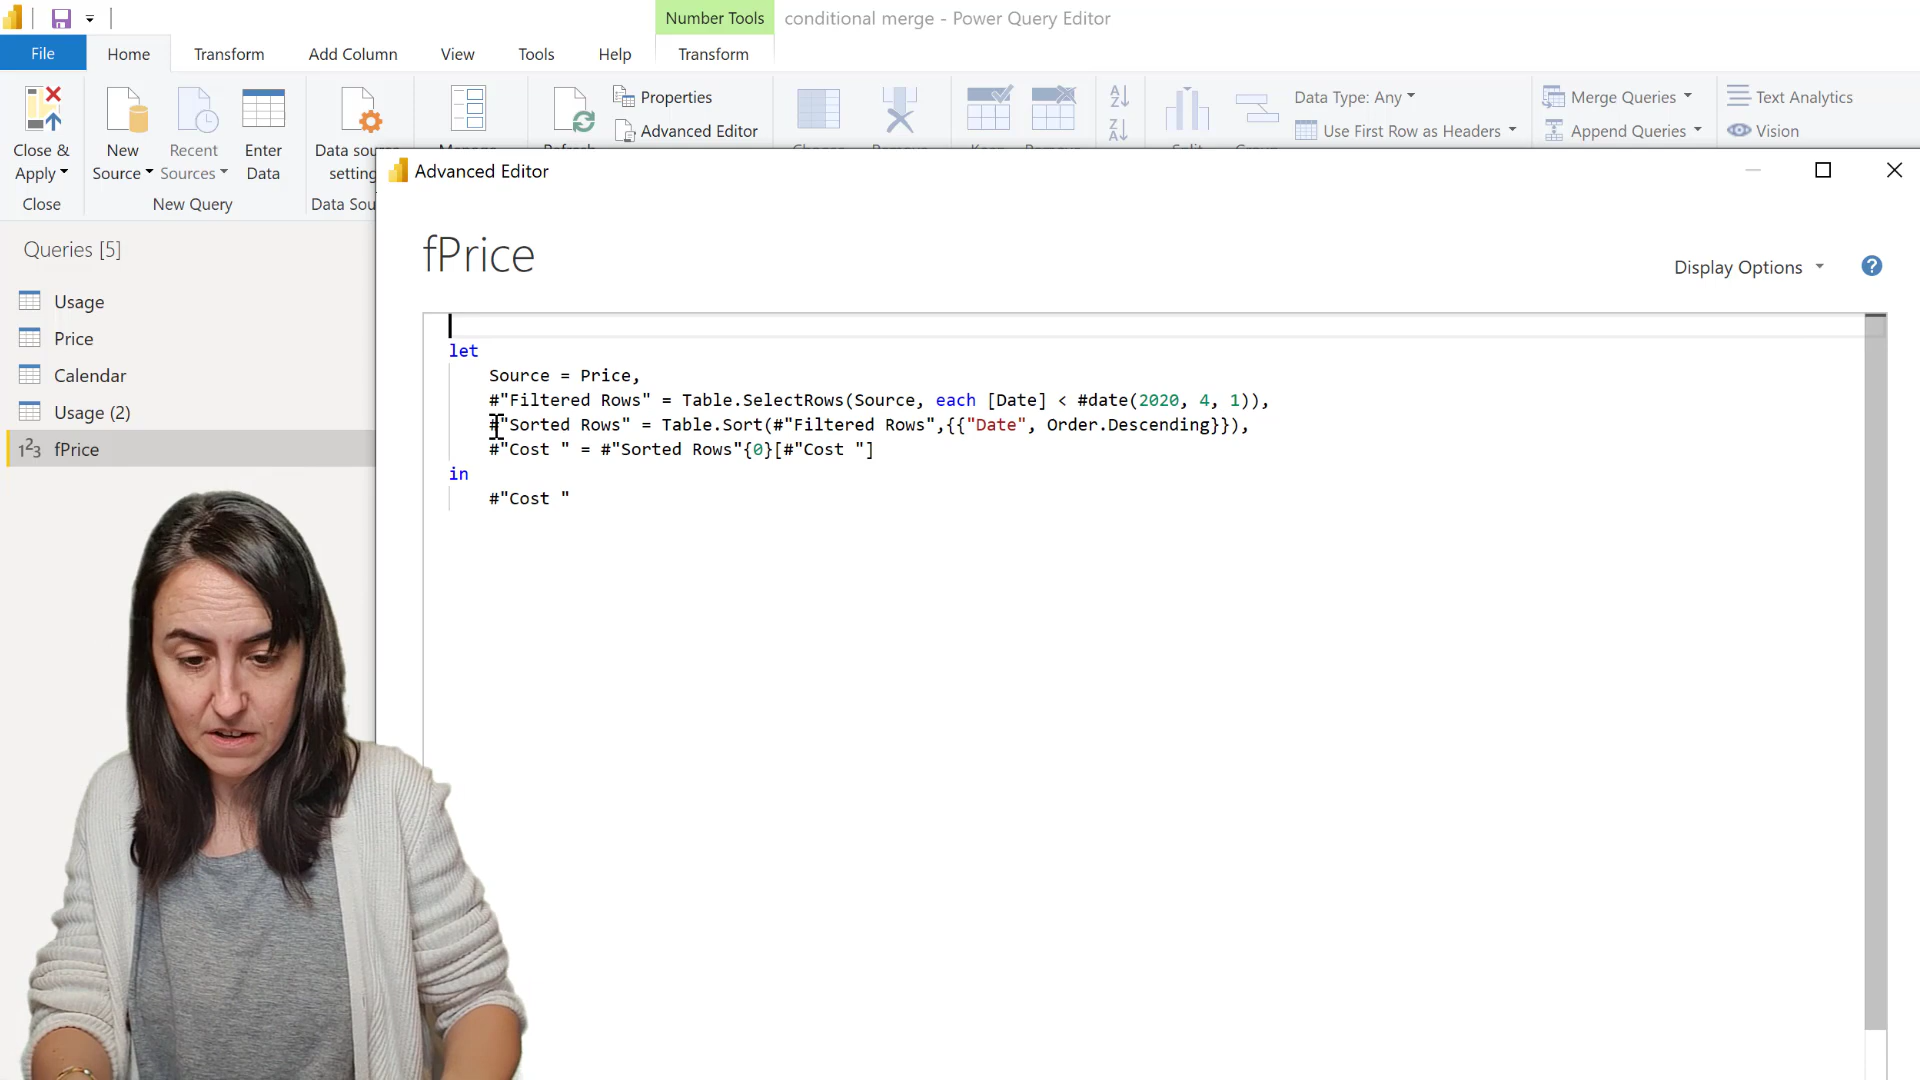 Number Tools
conditional merge - Power Query Editor
File
Home
Transform
Add Column
View
Tools
Help
Transform
Close & Apply
New Source
Recent Sources
Enter Data
Properties
Advanced Editor
Data Type: Any
Use First Row as Headers
Merge Queries
Append Queries
Text Analytics
Vision
Close
New Query
Advanced Editor
Queries [5]
Usage
Price
Calendar
Usage (2)
1²3 fPrice
fPrice
Display Options
?
let
Source = Price,
#"Filtered Rows" = Table.SelectRows(Source, each [Date] < #date(2020, 4, 1)),
#"Sorted Rows" = Table.Sort(#"Filtered Rows",{{"Date", Order.Descending}}),
#"Cost " = #"Sorted Rows"{0}[#"Cost "]
in
#"Cost "